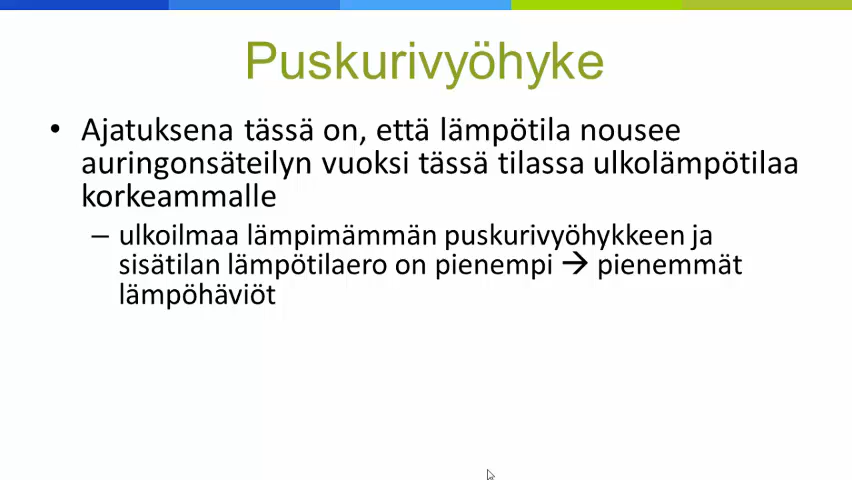 Puskurivyöhyke
• Ajatuksena tässä on, että lämpötila nousee
auringonsäteilyn vuoksi tässä tilassa ulkolämpötilaa
korkeammalle
– ulkoilmaa lämpimämmän puskurivyöhykkeen ja
sisätilan lämpötilaero on pienempi → pienemmät
lämpöhäviöt